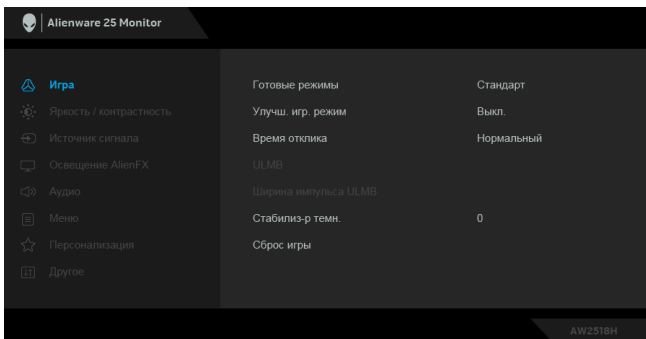 Alienware 25 Monitor
Игра
Готовые режимы
Стандарт
Яркость / контрастность
Улучш. игр. режим
Выкл.
Источник сигнала
Время отклика
Нормальный
Освещение AlienFX
ULMB
Аудио
Ширина импульса ULMB
Меню
Стабилиз-р темн.
0
Персонализация
Сброс игры
Другое
AW2518H